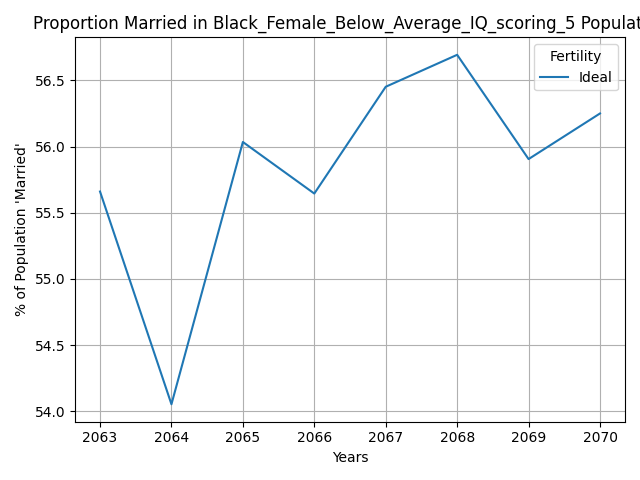 Proportion Married in Black_Female_Below_Average_IQ_scoring_5 Populat
Fertility
Ideal
% of Population 'Married'
56.5
56.0
55.5
55.0
54.5
54.0
2063 2064 2065 2066 2067 2068 2069 2070
Years